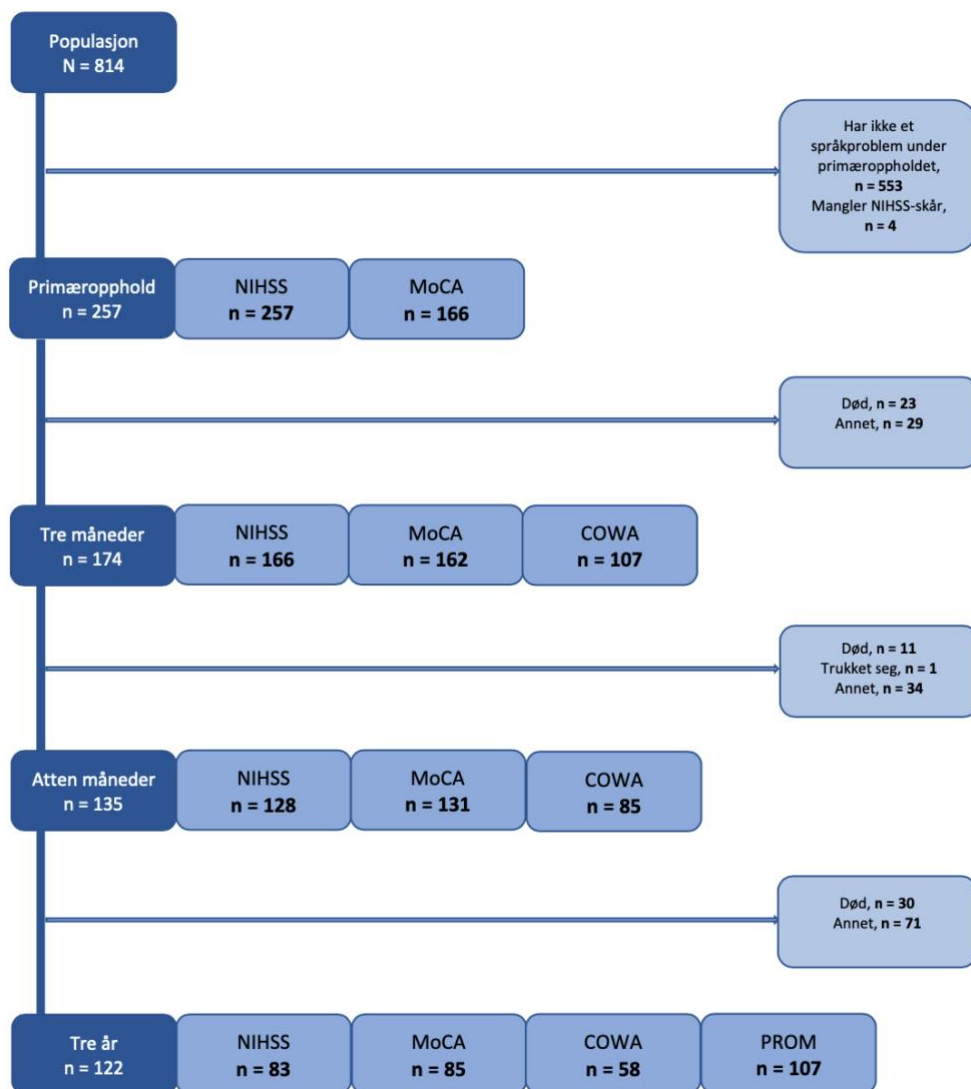 Populasjon
N = 814
Har ikke et
språkproblem under
primæroppholdet,
n = 553
Mangler NIHSS-skår,
n = 4
Primæropphold
n = 257
NIHSS
n = 257
MoCA
n = 166
Død, n = 23
Annet, n = 29
Tre måneder
n = 174
NIHSS
n = 166
MoCA
n = 162
COWA
n = 107
Død, n = 11
Trukket seg, n = 1
Annet, n = 34
Atten måneder
n = 135
NIHSS
n = 128
MoCA
n = 131
COWA
n = 85
Død, n = 30
Annet, n = 71
Tre år
n = 122
NIHSS
n = 83
MoCA
n = 85
COWA
n = 58
PROM
n = 107